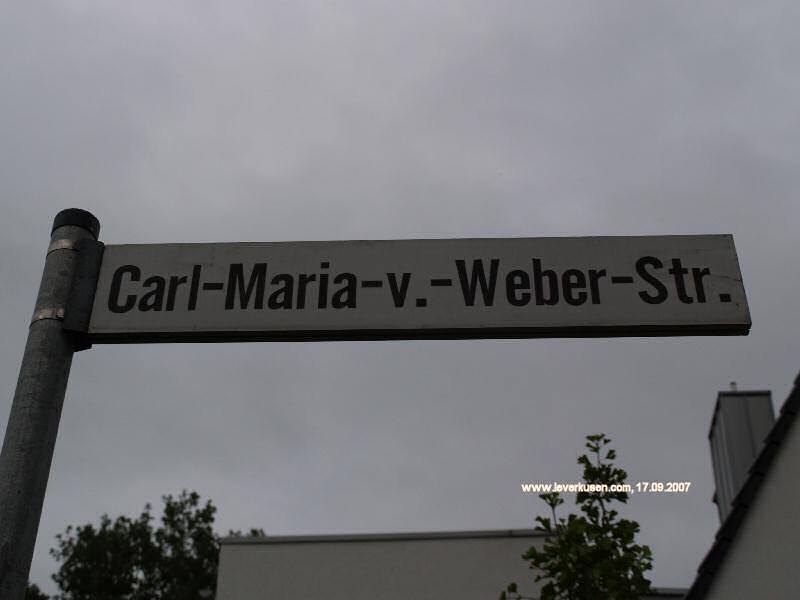 Carl-Maria-v.-Weber-Str.
www.leverkusen.com, 17.09.2007